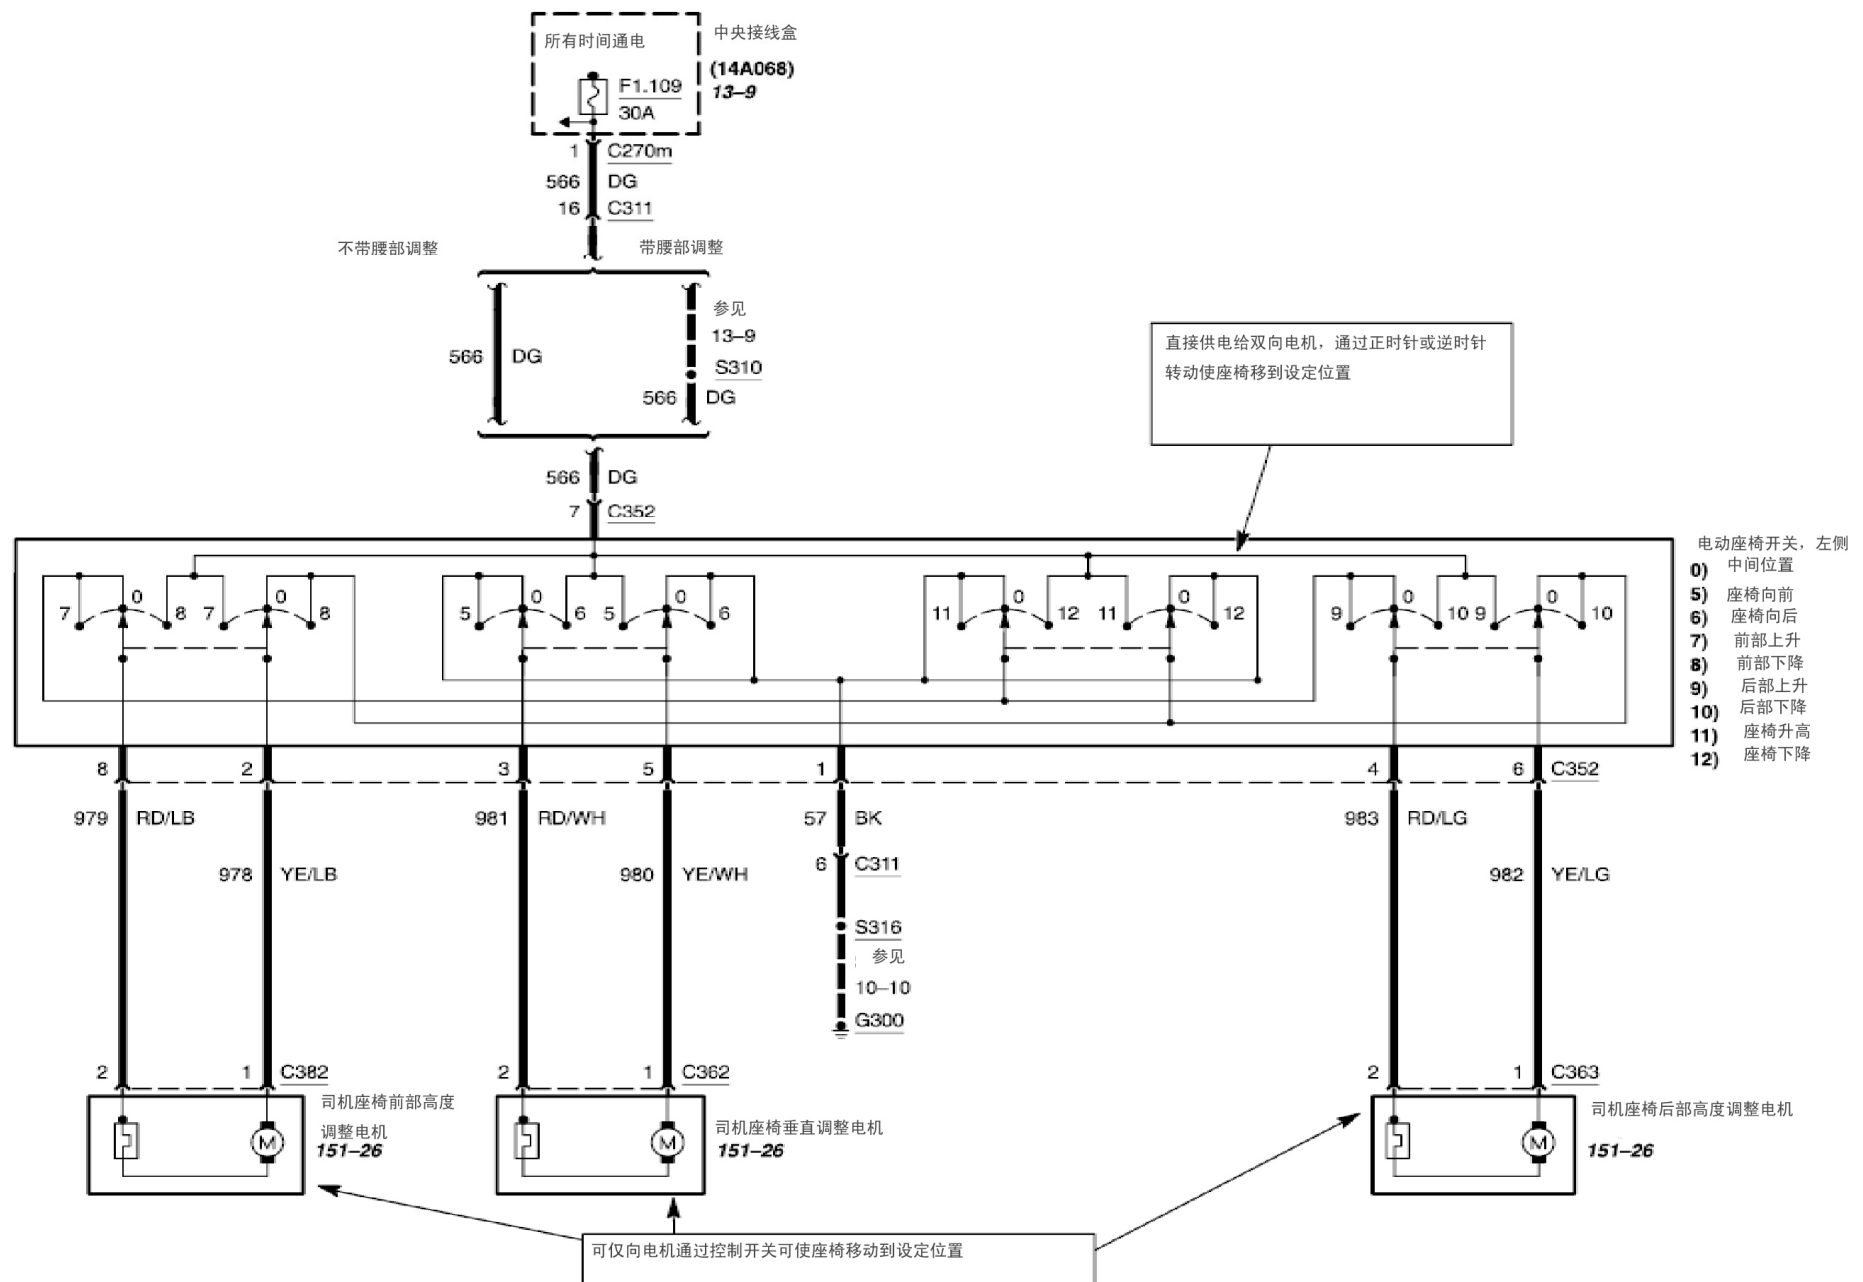 所有时间通电
中央接线盒
(14A068)
13–9
F1.109
30A
1 C270m
566 DG
16 C311
不带腰部调整 带腰部调整
参见
13–9
S310
566 DG
566 DG
直接供电给双向电机，通过正时针或逆时针
转动使座椅移到设定位置
566 DG
7 C352
电动座椅开关，左侧
0) 中间位置
5) 座椅向前
6) 座椅向后
7) 前部上升
8) 前部下降
9) 后部上升
10) 后部下降
11) 座椅升高
12) 座椅下降
0 0 0 0 0 0 0 0
7 8 7 8 5 6 5 6 11 12 11 12 9 10 9 10
8 2 3 5 1 4 6 C352
979 RD/LB 981 RD/WH 57 BK 983 RD/LG
6 C311
978 YE/LB 980 YE/WH 982 YE/LG
S316
参见
10–10
G300
2 1 C382 2 1 C362 2 1 C363
司机座椅前部高度
调整电机
151–26
M
司机座椅垂直调整电机
151–26
M
司机座椅后部高度调整电机
151–26
M
可仅向电机通过控制开关可使座椅移动到设定位置